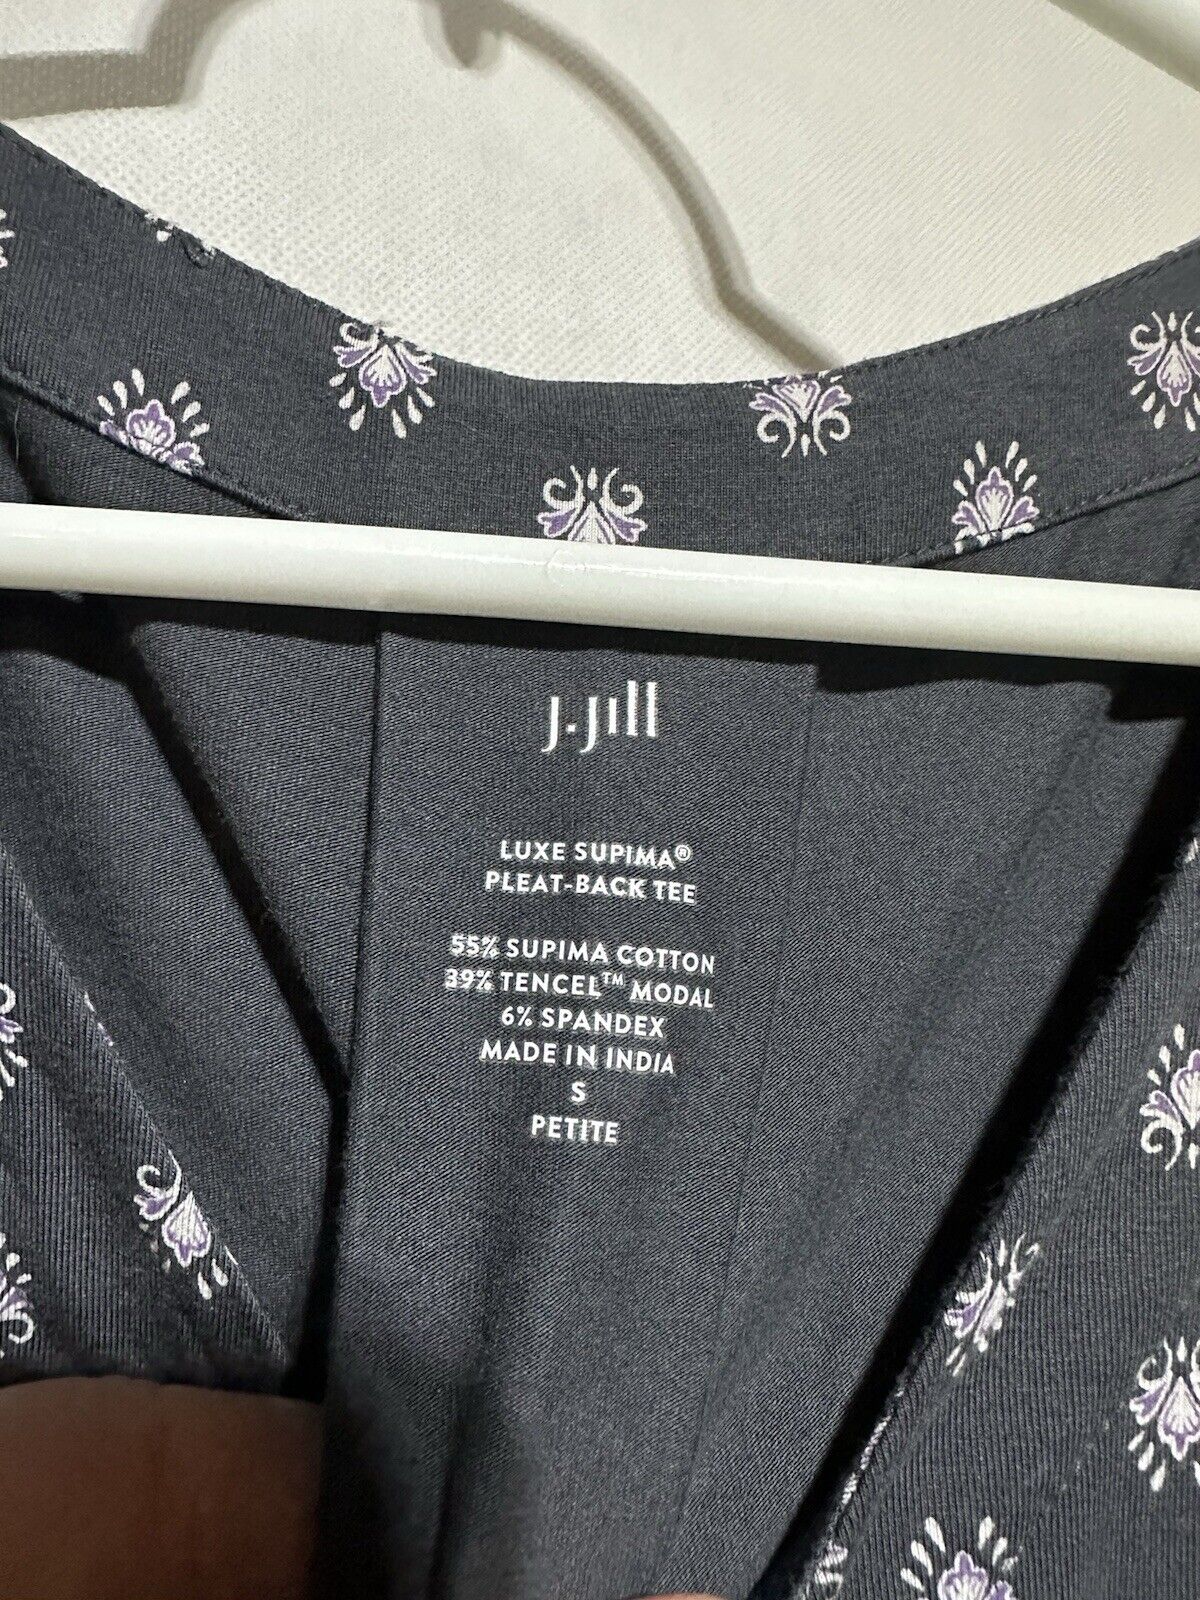 J.Jill
LUXE SUPIMA®
PLEAT-BACK TEE
55% SUPIMA COTTON
39% TENCEL™ MODAL
6% SPANDEX
MADE IN INDIA
S
PETITE